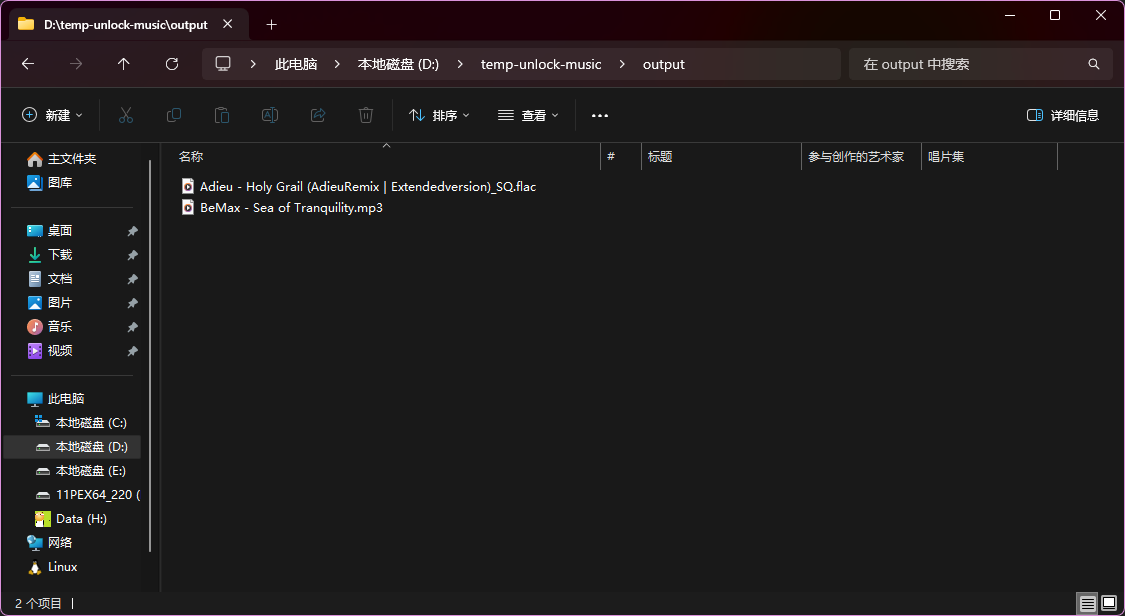 D:\temp-unlock-music\output
此电脑 本地磁盘 (D:) temp-unlock-music output
在 output 中搜索
新建 排序 查看 详细信息
主文件夹
图库
桌面
下载
文档
图片
音乐
视频
此电脑
本地磁盘 (C:)
本地磁盘 (D:)
本地磁盘 (E:)
11PEX64_220 (
Data (H:)
网络
Linux
名称 # 标题 参与创作的艺术家 唱片集
Adieu - Holy Grail (AdieuRemix | Extendedversion)_SQ.flac
BeMax - Sea of Tranquility.mp3
2 个项目